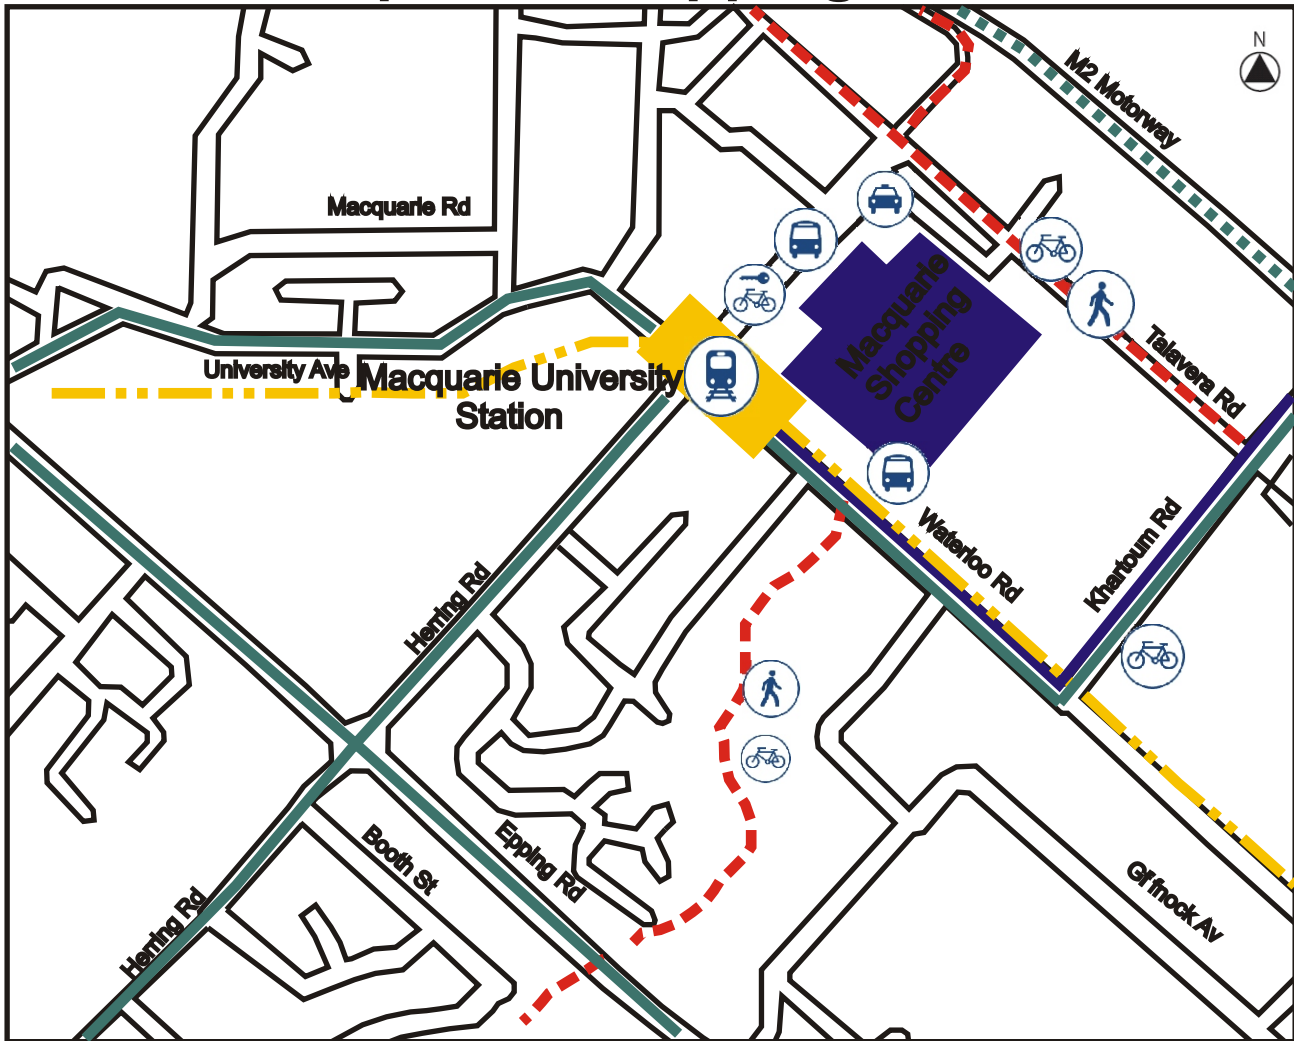 N
M2 Motorway
Macquarie Rd
Macquarie
Shopping
Centre
Talavera Rd
University Ave
Macquarie University
Station
Waterloo Rd
Khartoum Rd
Herring Rd
Booth St
Epping Rd
Giffnock Av
Herring Rd